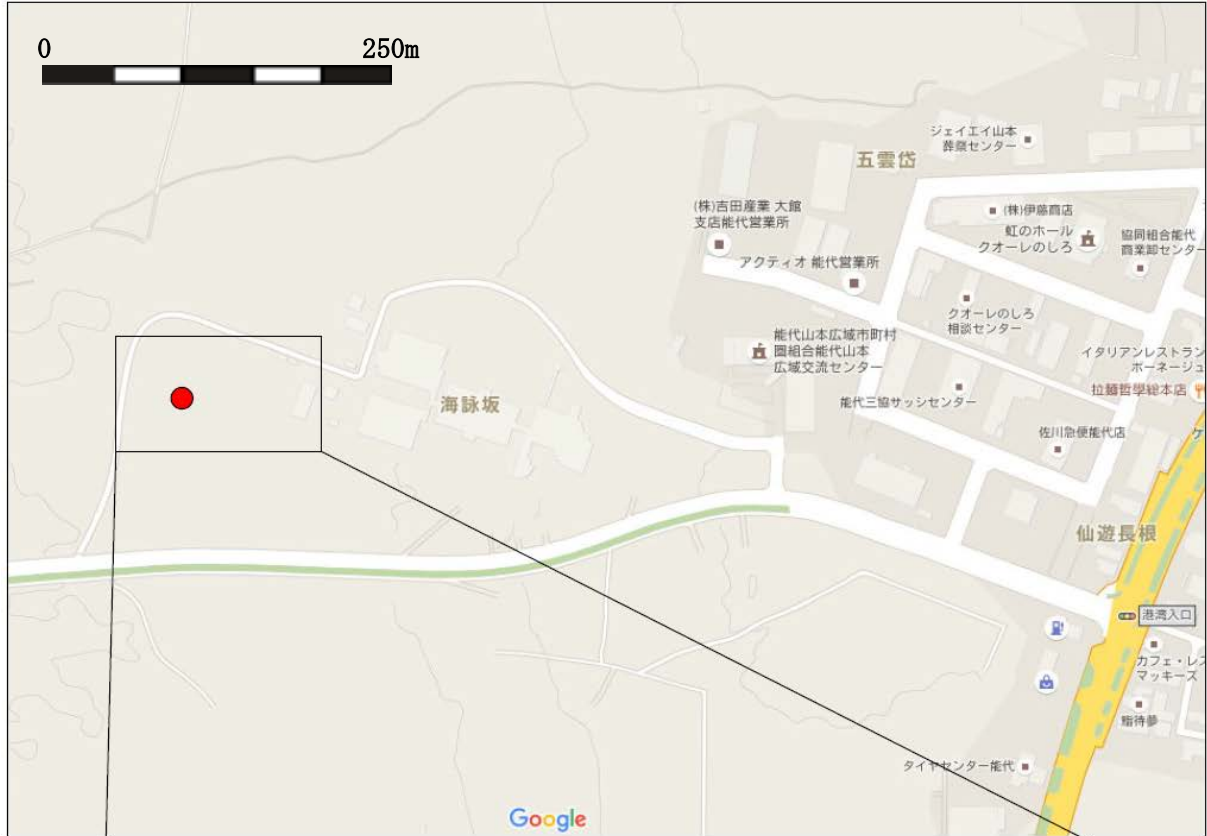 0 250m
ジェイエイ山本
葬祭センター
五雲岱
(株)吉田産業 大館
支店能代営業所
(株)伊藤商店
虹のホール
クオーレのしろ
協同組合能代
商業卸センター
アクティオ 能代営業所
クオーレのしろ
相談センター
能代山本広域市町村
圏組合能代山本
広域交流センター
イタリアンレストラン
ボーネージュ
拉麺哲學総本店
能代三協サッシセンター
海詠坂
佐川急便能代店
ケ
仙遊長根
港湾入口
カフェ・レス
マッキーズ
鮨待夢
タイヤセンター能代
Google